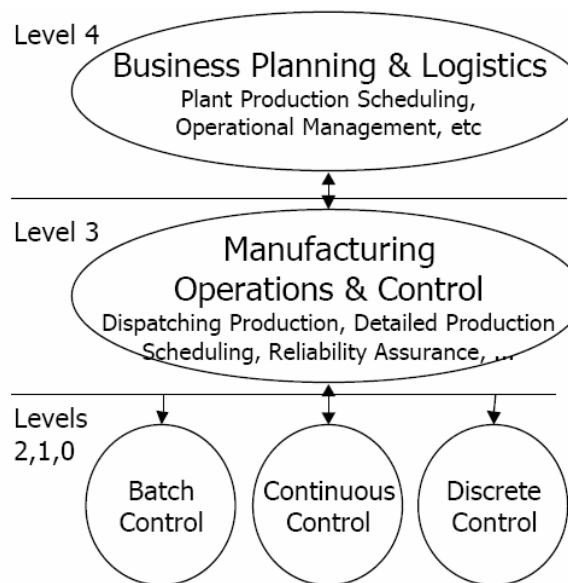 Level 4
Business Planning & Logistics
Plant Production Scheduling,
Operational Management, etc
Level 3
Manufacturing
Operations & Control
Dispatching Production, Detailed Production
Scheduling, Reliability Assurance, ...
Levels
2,1,0
Batch
Control
Continuous
Control
Discrete
Control